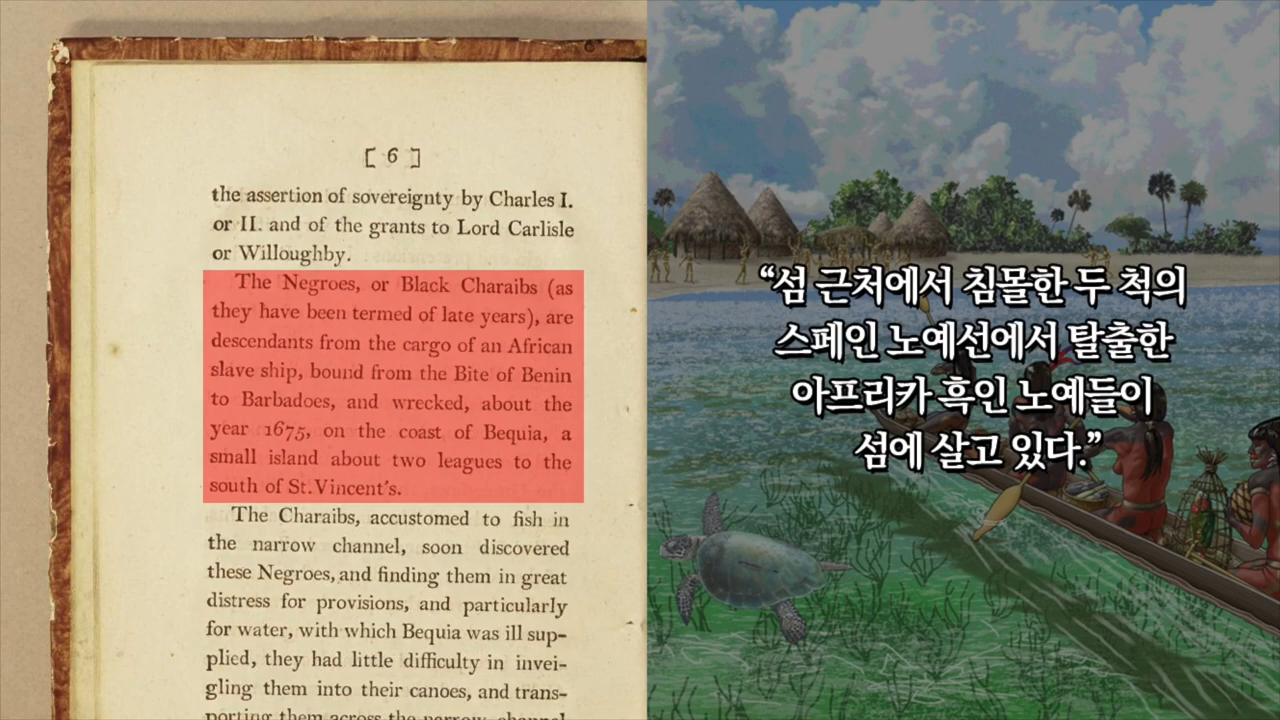 [ 6 ]
the assertion of sovereignty by Charles I.
or II. and of the grants to Lord Carlisle
or Willoughby.
The Negroes, or Black Charaibs (as
they have been termed of late years), are
descendants from the cargo of an African
slave ship, bound from the Bite of Benin
to Barbadoes, and wrecked, about the
year 1675, on the coast of Bequia, a
small island about two leagues to the
south of St. Vincent's.
The Charaibs, accustomed to fish in
the narrow channel, soon discovered
these Negroes, and finding them in great
distress for provisions, and particularly
for water, with which Bequia was ill sup-
plied, they had little difficulty in invei-
gling them into their canoes, and trans-
porting them across the narrow channel
“섬 근처에서 침몰한 두 척의
스페인 노예선에서 탈출한
아프리카 흑인 노예들이
섬에 살고 있다.”